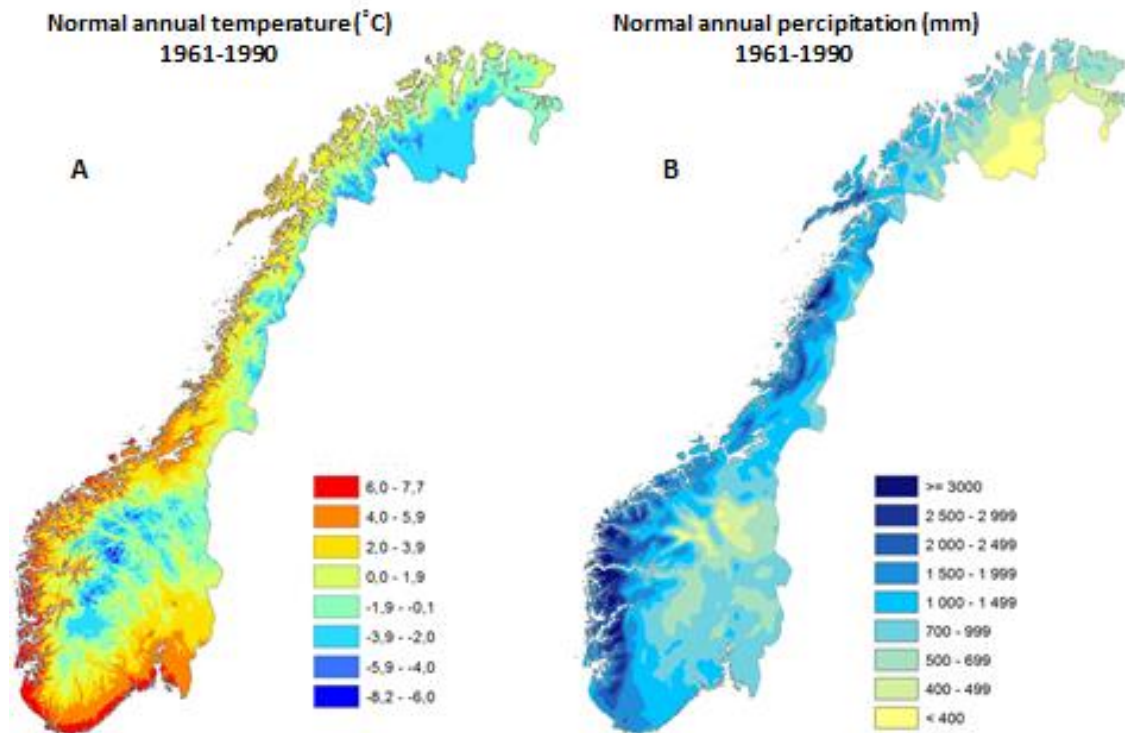 Normal annual temperature (˚C)
1961-1990
A
6,0 - 7,7
4,0 - 5,9
2,0 - 3,9
0,0 - 1,9
-1,9 - -0,1
-3,9 - -2,0
-5,9 - -4,0
-8,2 - -6,0
Normal annual percipitation (mm)
1961-1990
B
>= 3000
2 500 - 2 999
2 000 - 2 499
1 500 - 1 999
1 000 - 1 499
700 - 999
500 - 699
400 - 499
< 400